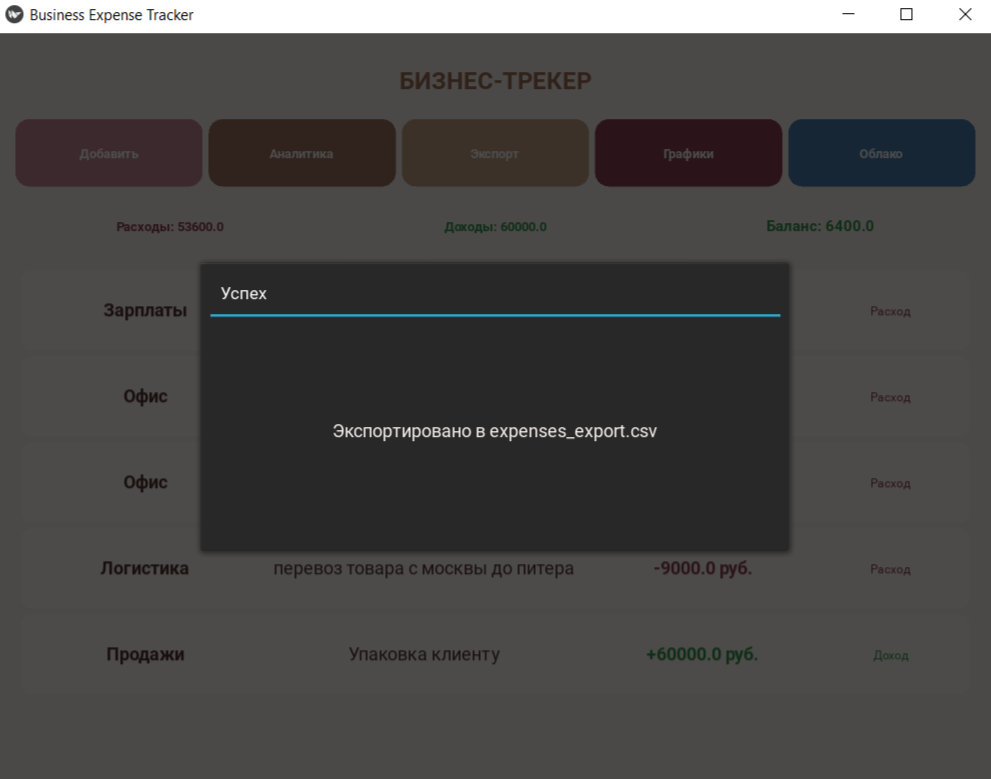 Business Expense Tracker
БИЗНЕС-ТРЕКЕР
Добавить Аналитика Экспорт Графики Облако
Расходы: 53600.0 Доходы: 60000.0 Баланс: 6400.0
Успех
Зарплаты Расход
Офис Расход
Экспортировано в expenses_export.csv
Офис Расход
Логистика перевоз товара с москвы до питера -9000.0 руб. Расход
Продажи Упаковка клиенту +60000.0 руб. Доход